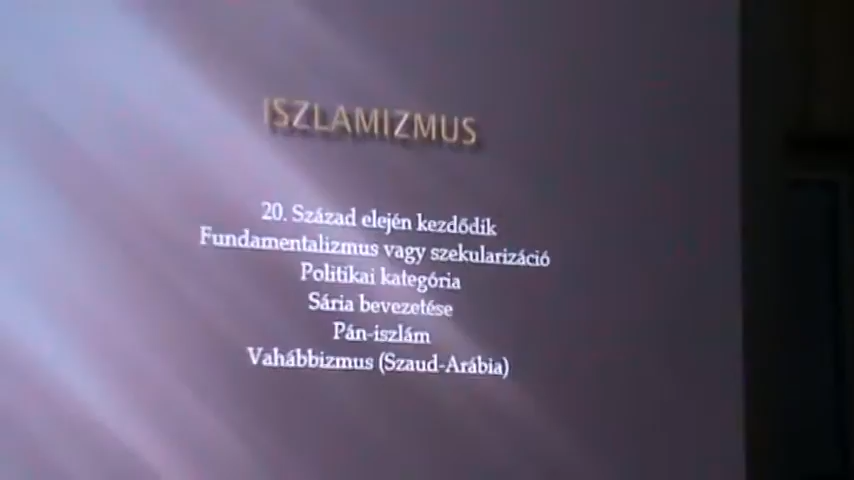 ISZLAMIZMUS
20. Század elején kezdődik
Fundamentalizmus vagy szekularizáció
Politikai kategória
Sária bevezetése
Pán-iszlám
Vahábbizmus (Szaud-Arábia)